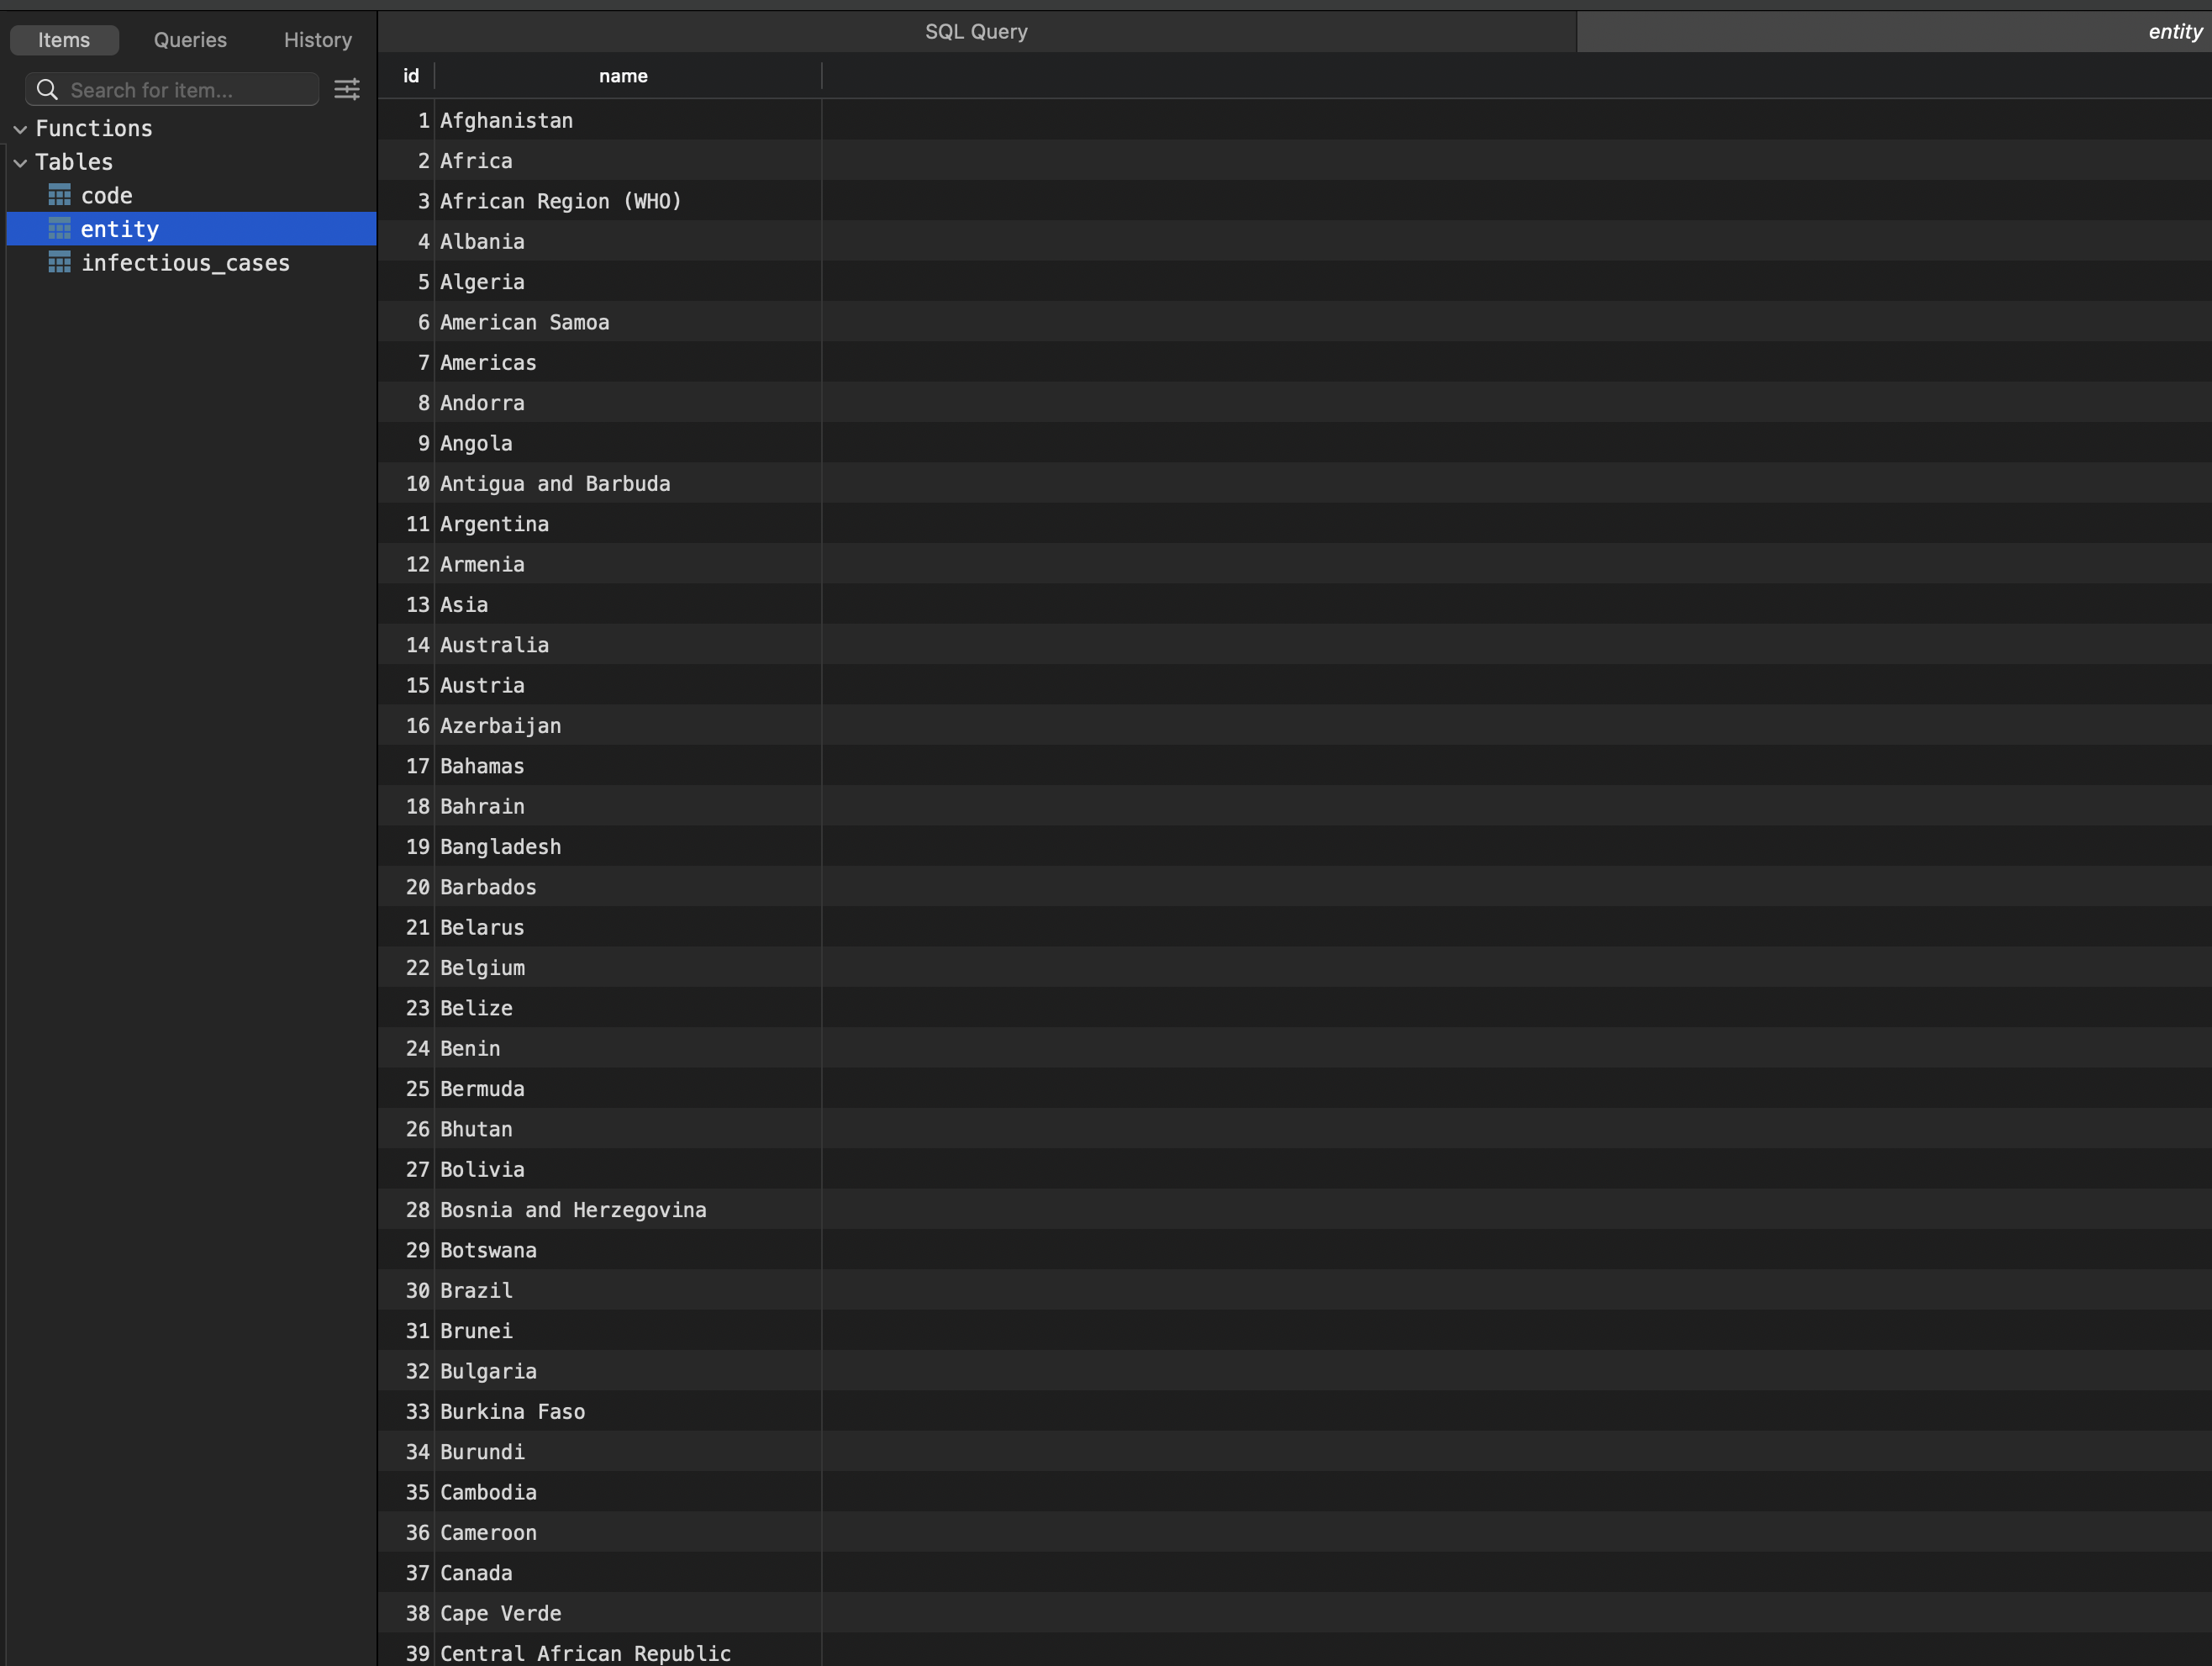 Items Queries History
Search for item...
Functions
Tables
code
entity
infectious_cases
SQL Query
entity
id name
1 Afghanistan
2 Africa
3 African Region (WHO)
4 Albania
5 Algeria
6 American Samoa
7 Americas
8 Andorra
9 Angola
10 Antigua and Barbuda
11 Argentina
12 Armenia
13 Asia
14 Australia
15 Austria
16 Azerbaijan
17 Bahamas
18 Bahrain
19 Bangladesh
20 Barbados
21 Belarus
22 Belgium
23 Belize
24 Benin
25 Bermuda
26 Bhutan
27 Bolivia
28 Bosnia and Herzegovina
29 Botswana
30 Brazil
31 Brunei
32 Bulgaria
33 Burkina Faso
34 Burundi
35 Cambodia
36 Cameroon
37 Canada
38 Cape Verde
39 Central African Republic